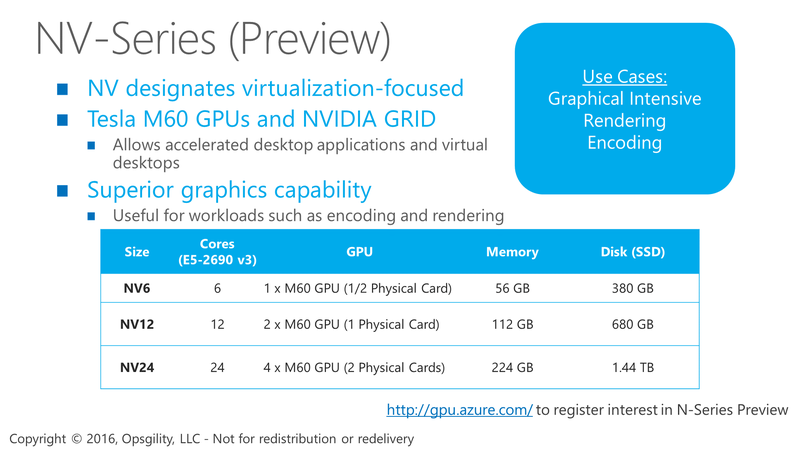 NV-Series (Preview)
NV designates virtualization-focused
Tesla M60 GPUs and NVIDIA GRID
Allows accelerated desktop applications and virtual
desktops
Superior graphics capability
Useful for workloads such as encoding and rendering
Use Cases:
Graphical Intensive
Rendering
Encoding
Size Cores (E5-2690 v3) GPU Memory Disk (SSD)
NV6 6 1 x M60 GPU (1/2 Physical Card) 56 GB 380 GB
NV12 12 2 x M60 GPU (1 Physical Card) 112 GB 680 GB
NV24 24 4 x M60 GPU (2 Physical Cards) 224 GB 1.44 TB
http://gpu.azure.com/ to register interest in N-Series Preview
Copyright © 2016, Opsgility, LLC - Not for redistribution or redelivery